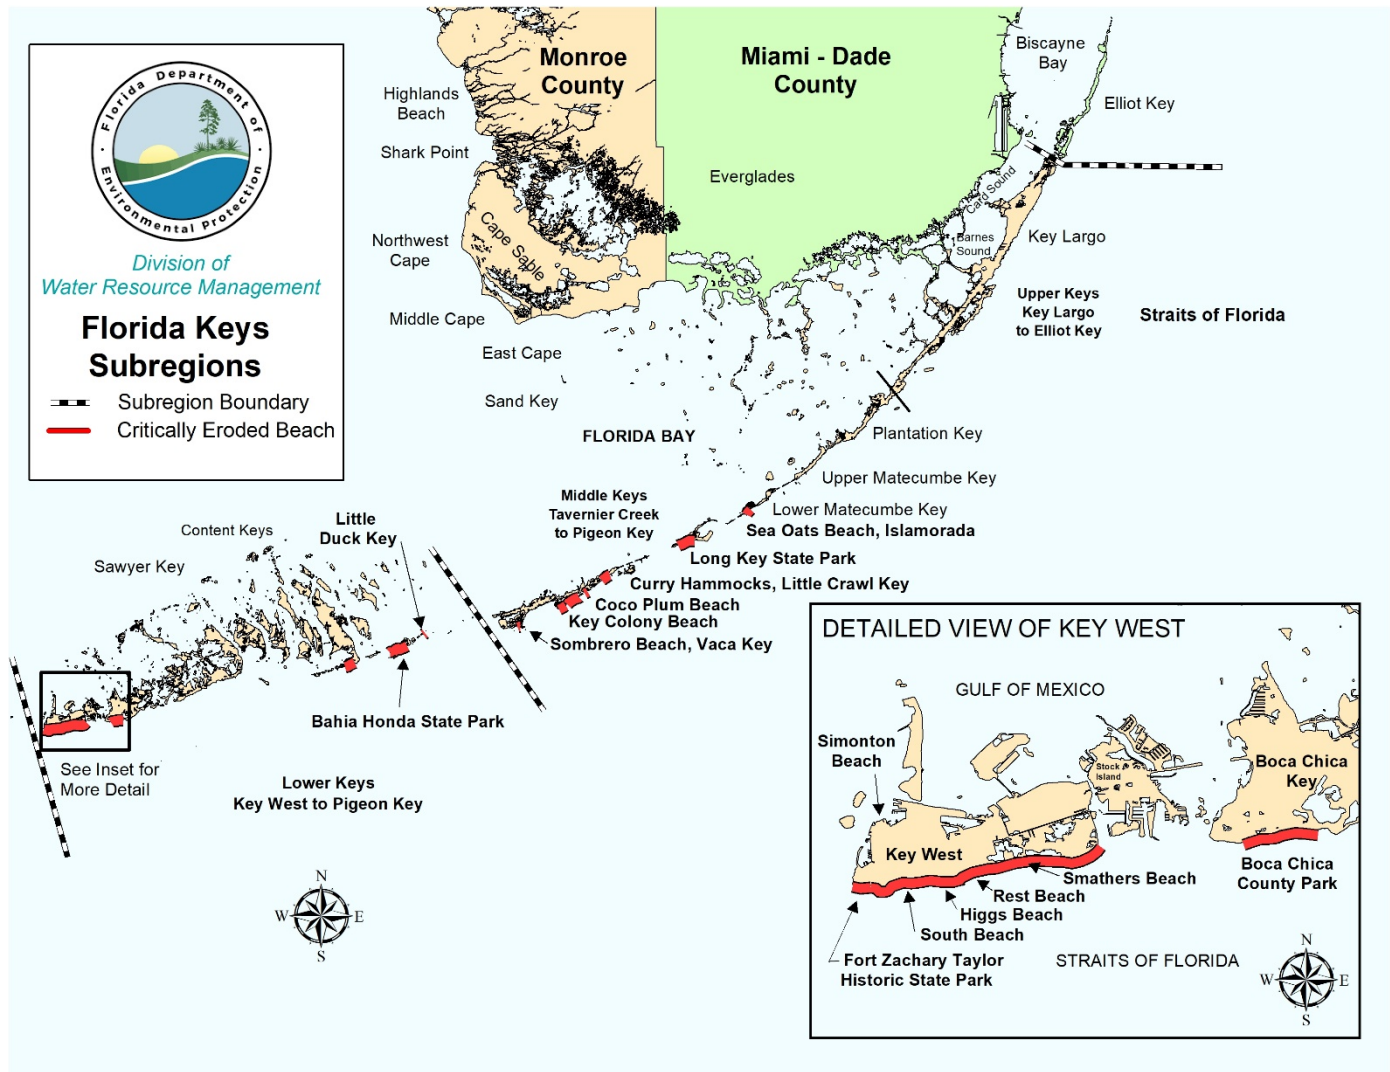 Florida Department of
Environmental Protection
Division of
Water Resource Management
Florida Keys
Subregions
Subregion Boundary
Critically Eroded Beach
Monroe
County
Miami - Dade
County
Biscayne
Bay
Highlands
Beach
Elliot Key
Shark Point
Everglades
Card Sound
Cape Sable
Northwest
Cape
Barnes
Sound
Key Largo
Middle Cape
Upper Keys
Key Largo
to Elliot Key
Straits of Florida
East Cape
Sand Key
FLORIDA BAY
Plantation Key
Upper Matecumbe Key
Middle Keys
Tavernier Creek
to Pigeon Key
Lower Matecumbe Key
Sea Oats Beach, Islamorada
Long Key State Park
Curry Hammocks, Little Crawl Key
Coco Plum Beach
Key Colony Beach
Sombrero Beach, Vaca Key
Little
Duck Key
Content Keys
Sawyer Key
Bahia Honda State Park
See Inset for
More Detail
Lower Keys
Key West to Pigeon Key
N
W
E
S
DETAILED VIEW OF KEY WEST
GULF OF MEXICO
Simonton
Beach
Stock
Island
Boca Chica
Key
Key West
Boca Chica
County Park
Smathers Beach
Rest Beach
Higgs Beach
South Beach
Fort Zachary Taylor
Historic State Park
STRAITS OF FLORIDA
N
W
E
S